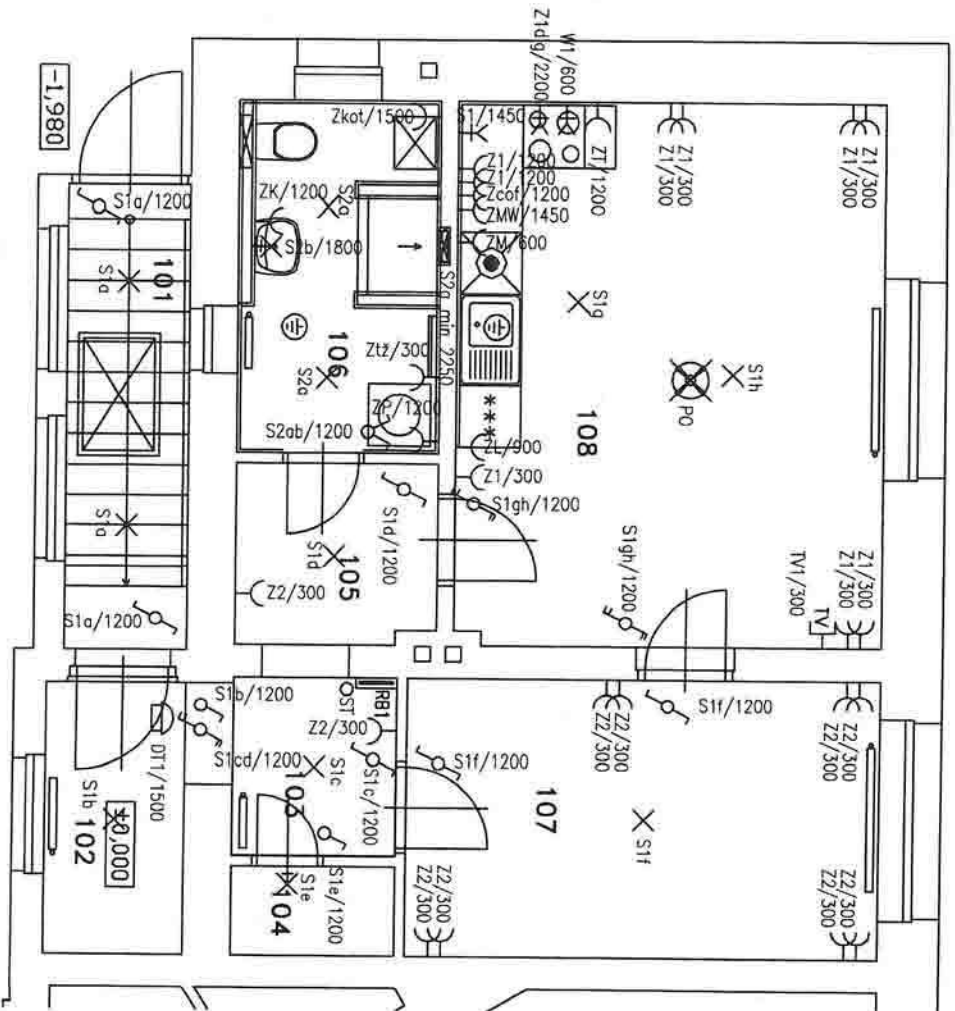 Z1dg/2200
W1/600
-1,980
Zkot/1500
S1/1450
ZT/1200
Z1/300
Z1/300
Z1/300
Z1/300
Z1/1200
Z1/1200
Zcof/1200
ZMW/1450
ZM/600
S1a/1200
ZK/1200
S2a
S2b/1800
S1a
101
S2a min 2250
S1g
Ztž/300
106
S2a
S1h
PO
ZP/1200
S2ab/1200
***
108
ZL/900
Z1/300
S1gh/1200
S1a
S1d/1200
S1d
105
Z2/300
S1gh/1200
TV1/300
Z1/300
Z1/300
TV
S1a/1200
S1b/1200
ST
RB1
Z2/300
S1f/1200
Z2/300
Z2/300
Z2/300
Z2/300
DT1/1500
S1cd/1200
S1c
S1c/1200
S1f/1200
103
S1b
102
±0,000
107
S1f
S1e
S1e/1200
104
Z2/300
Z2/300
Z2/300
Z2/300